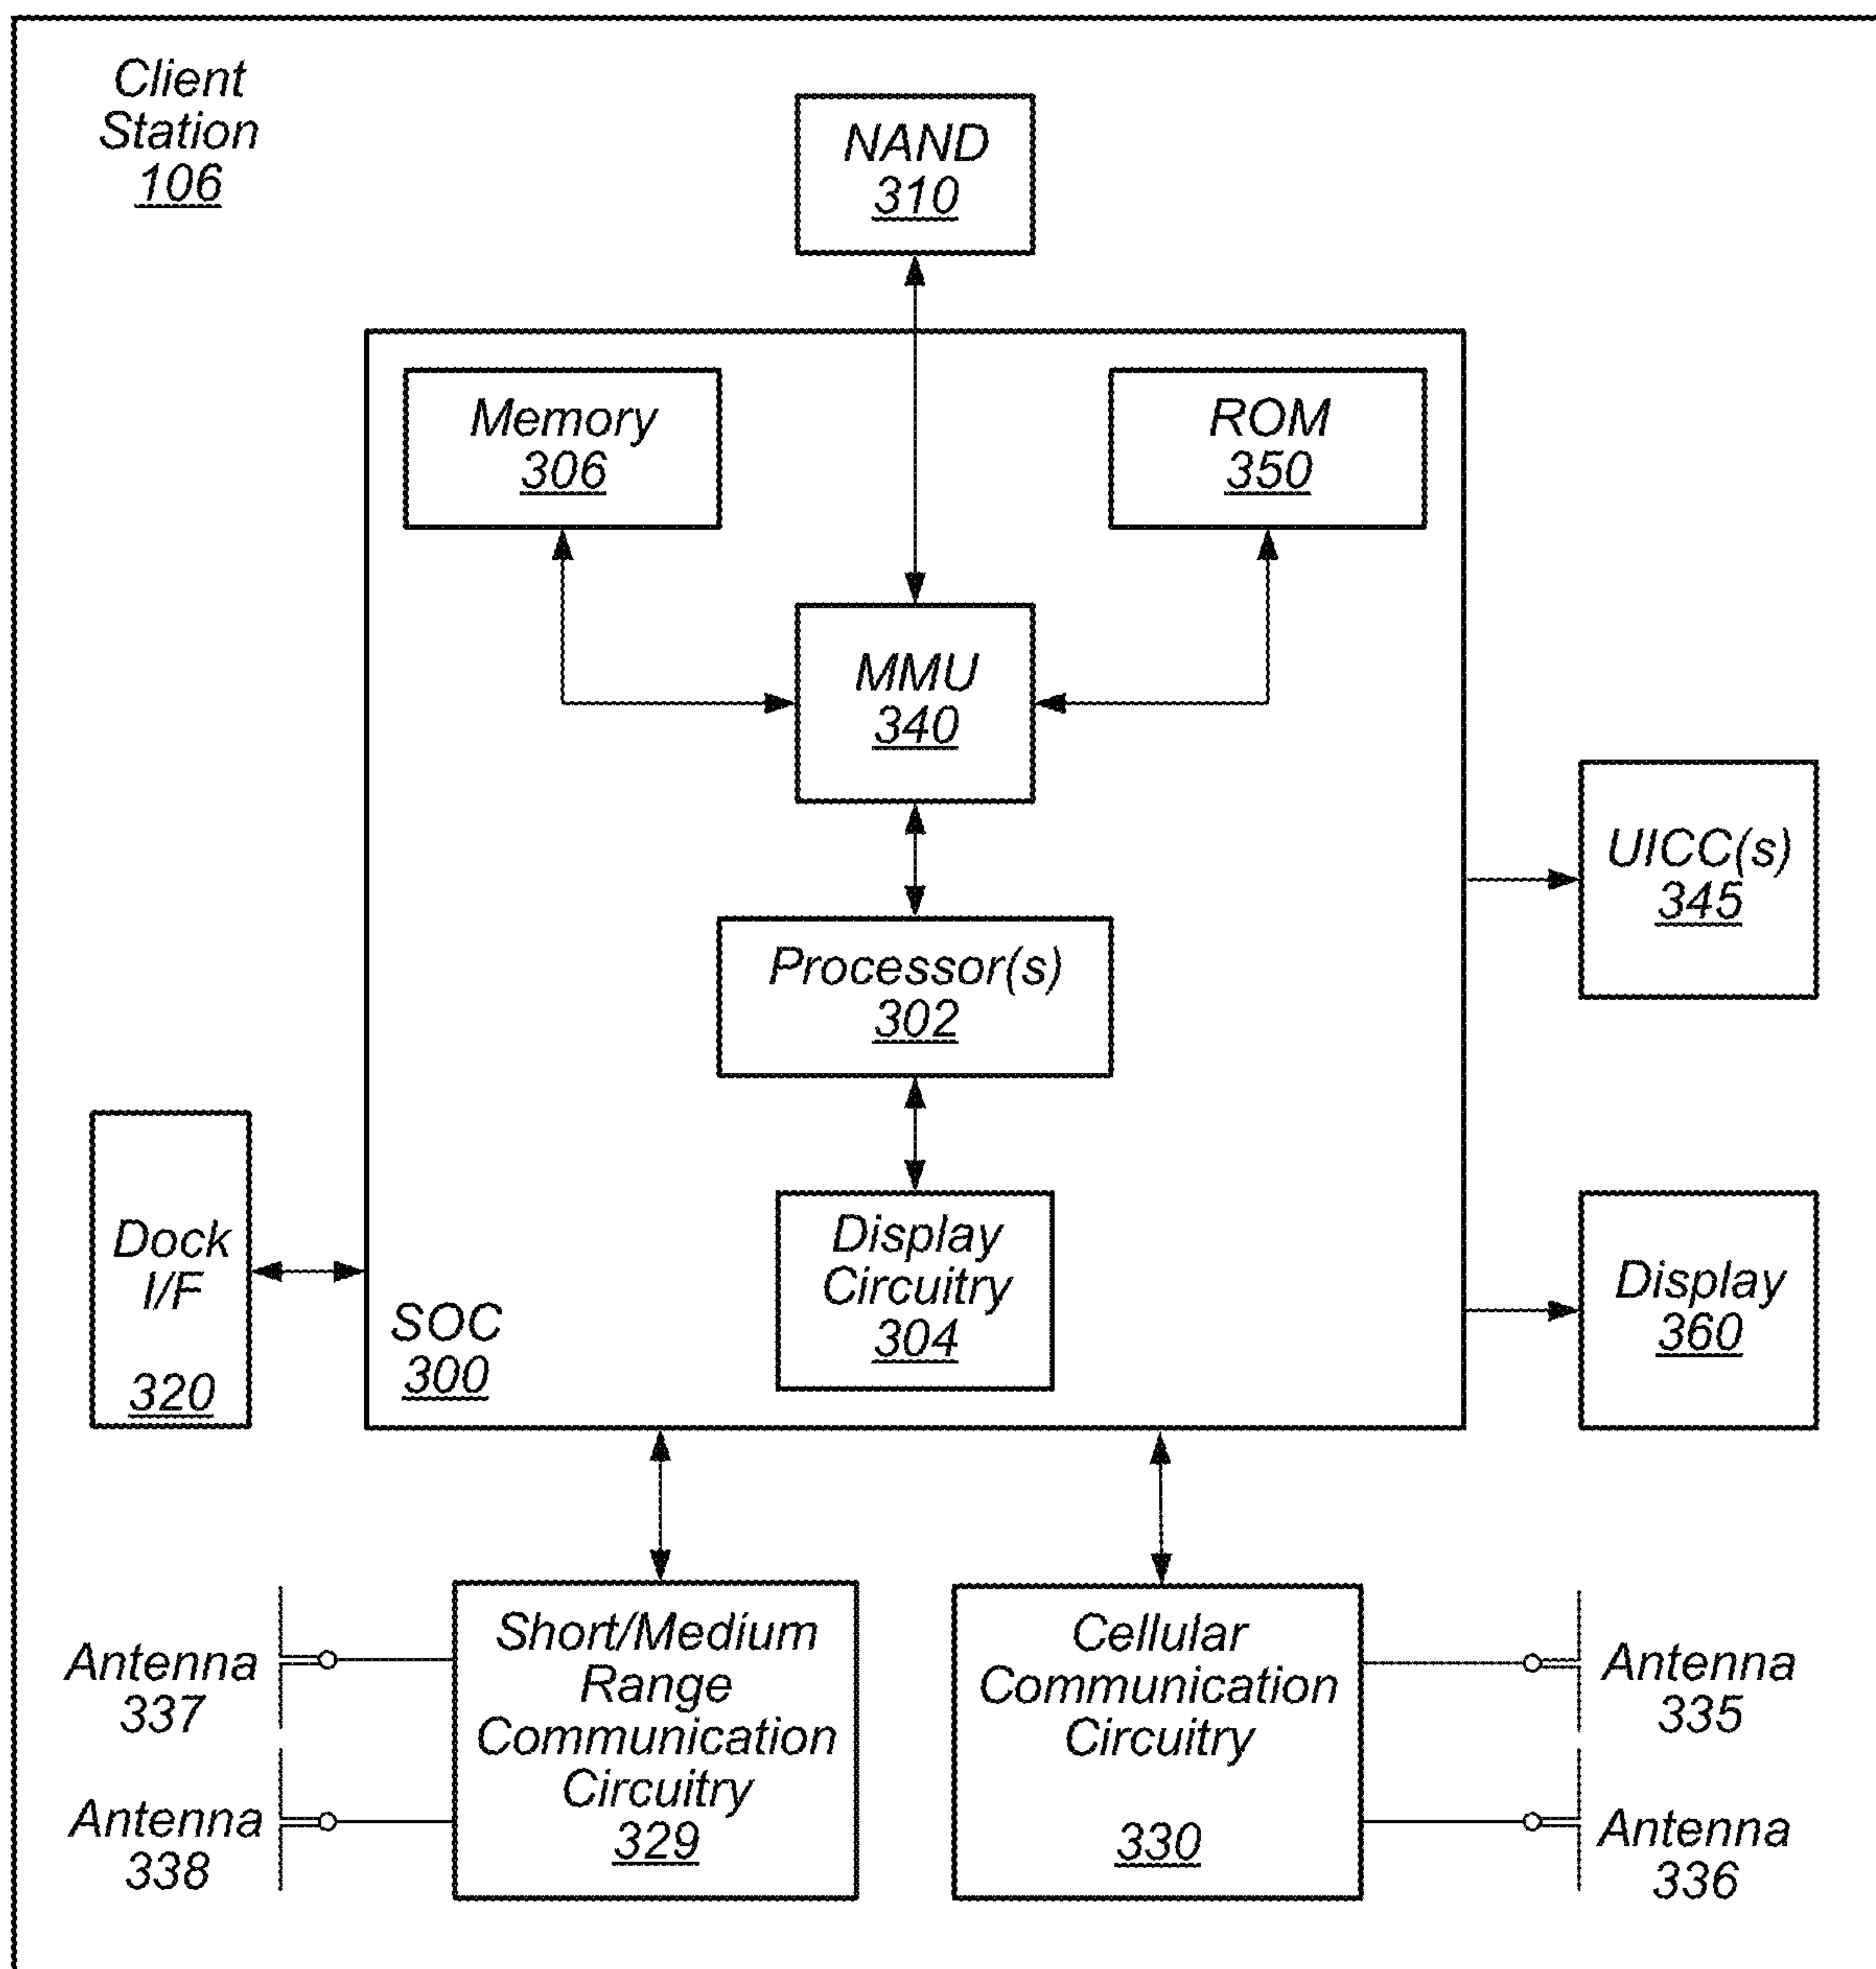 Client
Station
106
NAND
310
Memory
306
ROM
350
MMU
340
UICC(s)
345
Processor(s)
302
Dock
I/F
320
Display
Circuitry
304
SOC
300
Display
360
Short/Medium
Range
Communication
Circuitry
329
Cellular
Communication
Circuitry
330
Antenna
337
Antenna
338
Antenna
335
Antenna
336